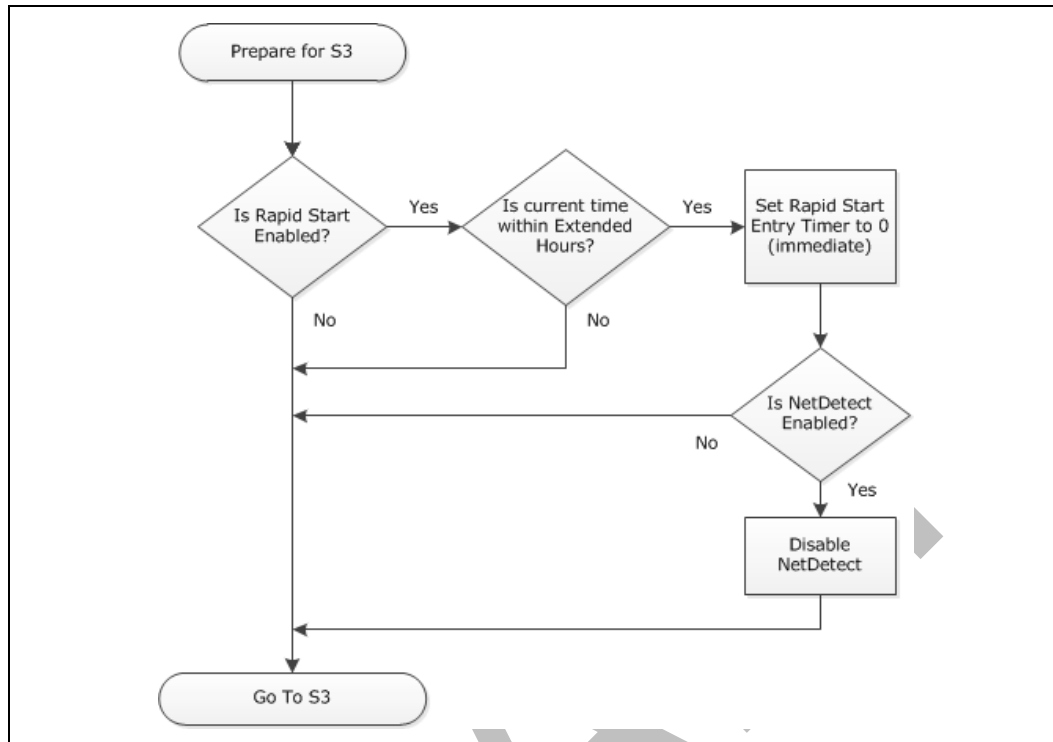 Prepare for S3
Is Rapid Start
Enabled?
Yes
Is current time
within Extended
Hours?
Yes
Set Rapid Start
Entry Timer to 0
(immediate)
No
No
Is NetDetect
Enabled?
No
Yes
Disable
NetDetect
Go To S3